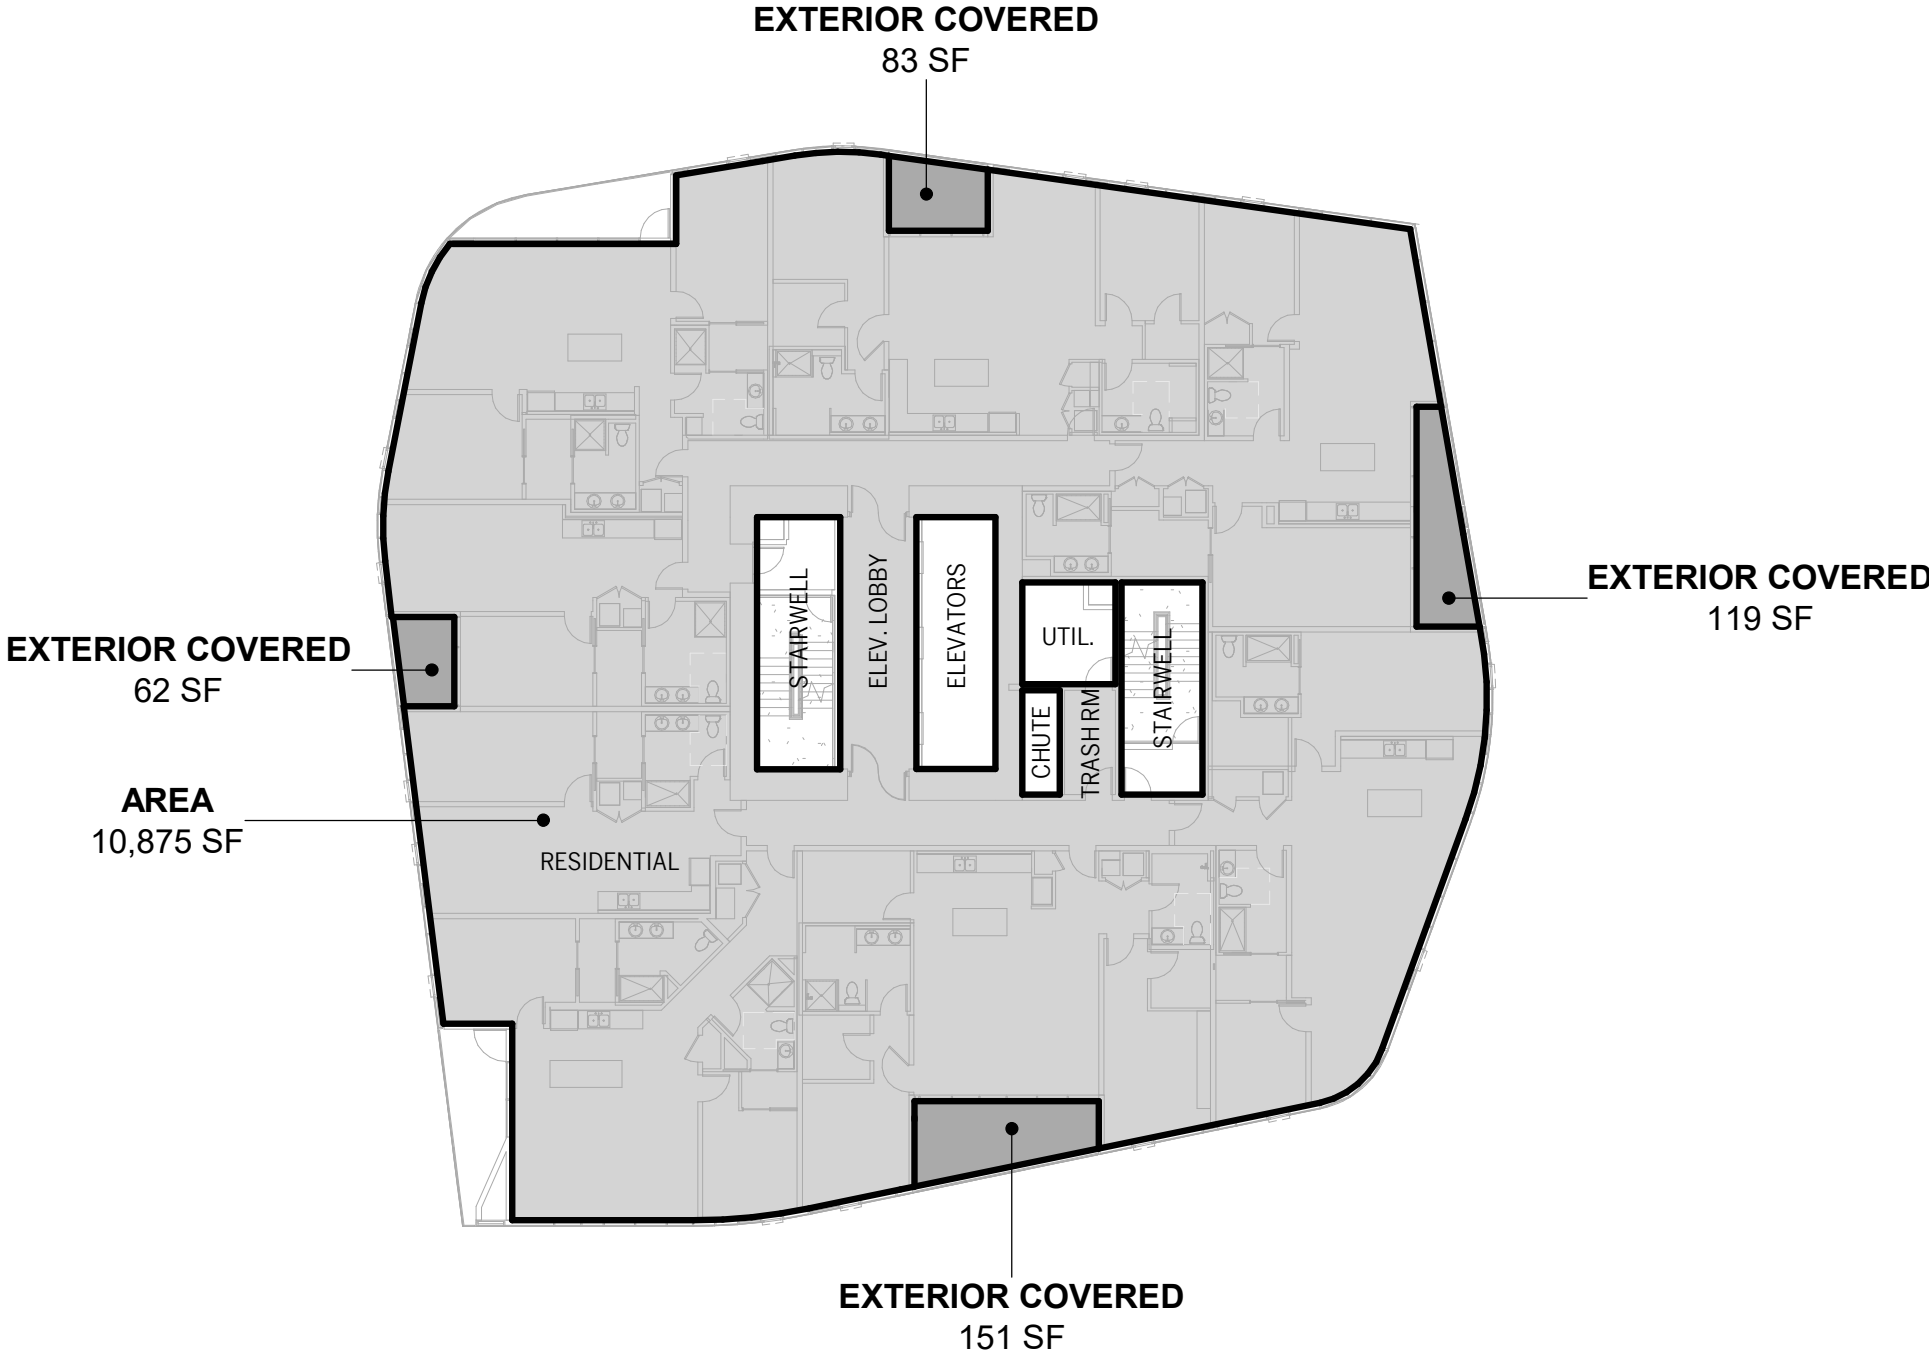 EXTERIOR COVERED
83 SF
STAIRWELL
ELEV. LOBBY
ELEVATORS
UTIL.
CHUTE
TRASH RM
STAIRWELL
EXTERIOR COVERED
119 SF
EXTERIOR COVERED
62 SF
AREA
10,875 SF
RESIDENTIAL
EXTERIOR COVERED
151 SF